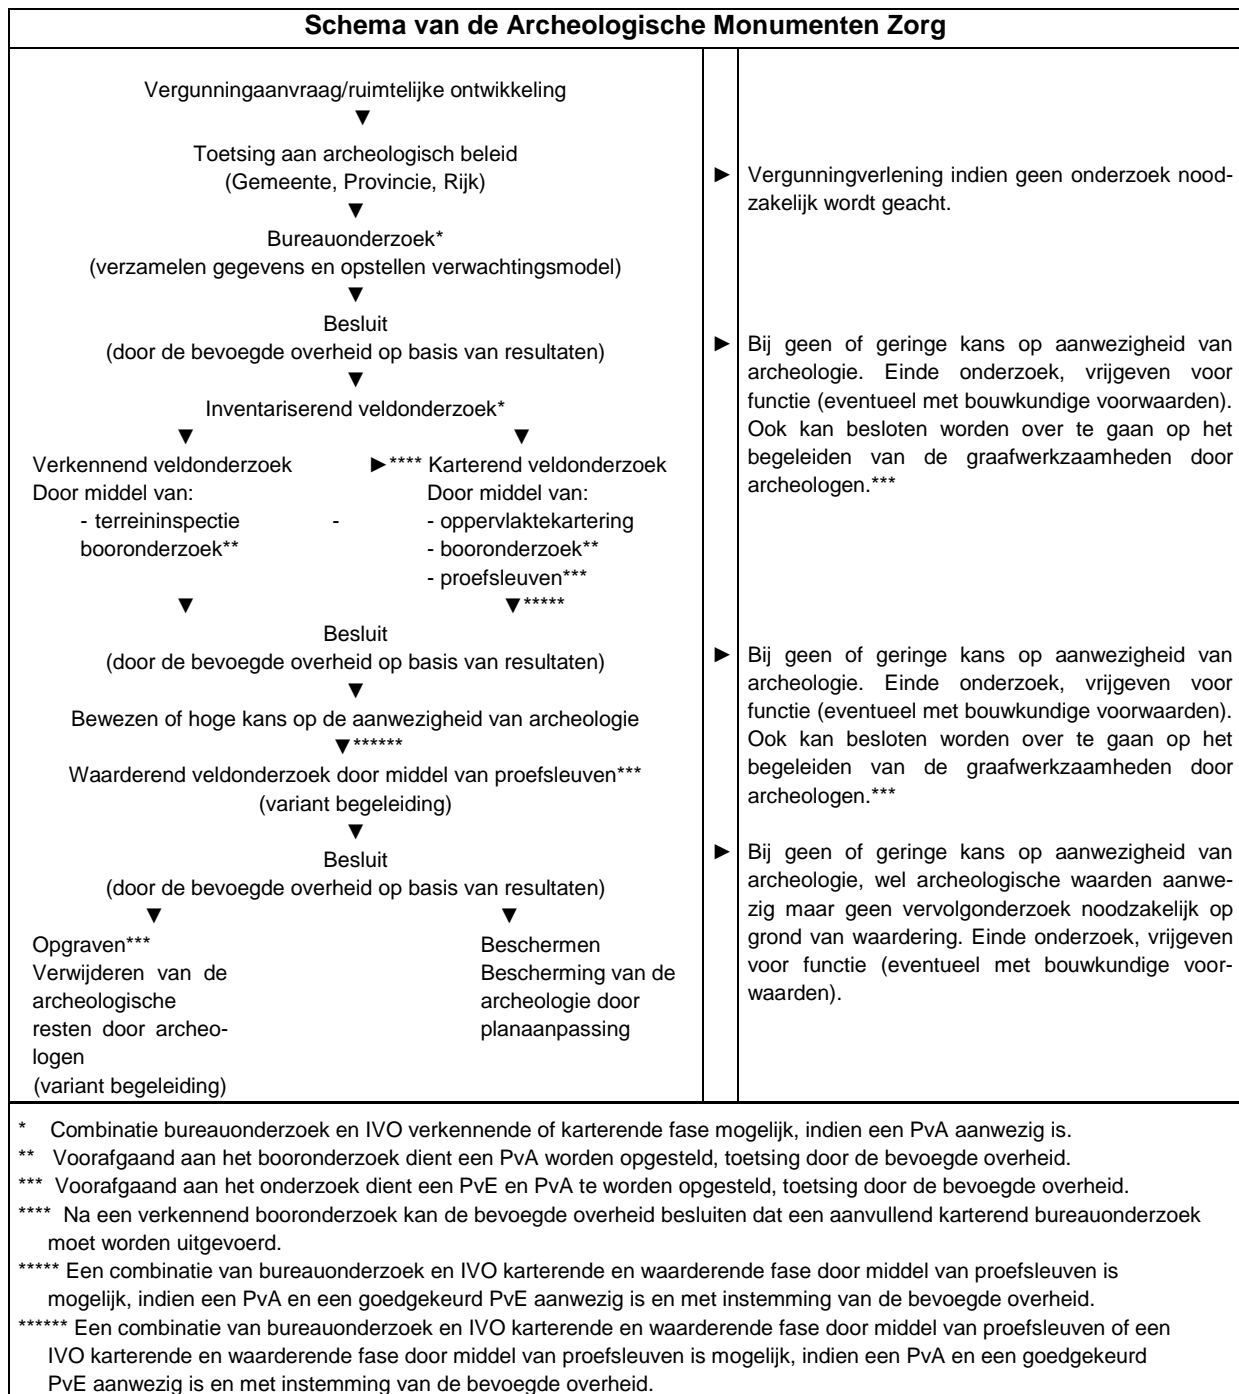 Schema van de Archeologische Monumenten Zorg
Vergunningaanvraag/ruimtelijke ontwikkeling
▼
Toetsing aan archeologisch beleid
(Gemeente, Provincie, Rijk)
► Vergunningverlening indien geen onderzoek nood-
zakelijk wordt geacht.
▼
Bureauonderzoek*
(verzamelen gegevens en opstellen verwachtingsmodel)
▼
Besluit
(door de bevoegde overheid op basis van resultaten)
► Bij geen of geringe kans op aanwezigheid van
archeologie. Einde onderzoek, vrijgeven voor
functie (eventueel met bouwkundige voorwaarden).
Ook kan besloten worden over te gaan op het
begeleiden van de graafwerkzaamheden door
archeologen.***
▼
Inventariserend veldonderzoek*
▼ ▼
Verkennend veldonderzoek ►**** Karterend veldonderzoek
Door middel van: Door middel van:
- terreininspectie - - oppervlaktekartering
booronderzoek** - booronderzoek**
- proefsleuven***
▼ ▼*****
Besluit
(door de bevoegde overheid op basis van resultaten)
► Bij geen of geringe kans op aanwezigheid van
archeologie. Einde onderzoek, vrijgeven voor
functie (eventueel met bouwkundige voorwaarden).
Ook kan besloten worden over te gaan op het
begeleiden van de graafwerkzaamheden door
archeologen.***
▼
Bewezen of hoge kans op de aanwezigheid van archeologie
▼******
Waarderend veldonderzoek door middel van proefsleuven***
(variant begeleiding)
▼
Besluit
(door de bevoegde overheid op basis van resultaten)
► Bij geen of geringe kans op aanwezigheid van
archeologie, wel archeologische waarden aanwe-
zig maar geen vervolgonderzoek noodzakelijk op
grond van waardering. Einde onderzoek, vrijgeven
voor functie (eventueel met bouwkundige voor-
waarden).
▼ ▼
Opgraven***
Verwijderen van de
archeologische
resten door archeo-
logen
(variant begeleiding)
Beschermen
Bescherming van de
archeologie door
planaanpassing
* Combinatie bureauonderzoek en IVO verkennende of karterende fase mogelijk, indien een PvA aanwezig is.
** Voorafgaand aan het booronderzoek dient een PvA worden opgesteld, toetsing door de bevoegde overheid.
*** Voorafgaand aan het onderzoek dient een PvE en PvA te worden opgesteld, toetsing door de bevoegde overheid.
**** Na een verkennend booronderzoek kan de bevoegde overheid besluiten dat een aanvullend karterend bureauonderzoek
moet worden uitgevoerd.
***** Een combinatie van bureauonderzoek en IVO karterende en waarderende fase door middel van proefsleuven is
mogelijk, indien een PvA en een goedgekeurd PvE aanwezig is en met instemming van de bevoegde overheid.
****** Een combinatie van bureauonderzoek en IVO karterende en waarderende fase door middel van proefsleuven of een
IVO karterende en waarderende fase door middel van proefsleuven is mogelijk, indien een PvA en een goedgekeurd
PvE aanwezig is en met instemming van de bevoegde overheid.